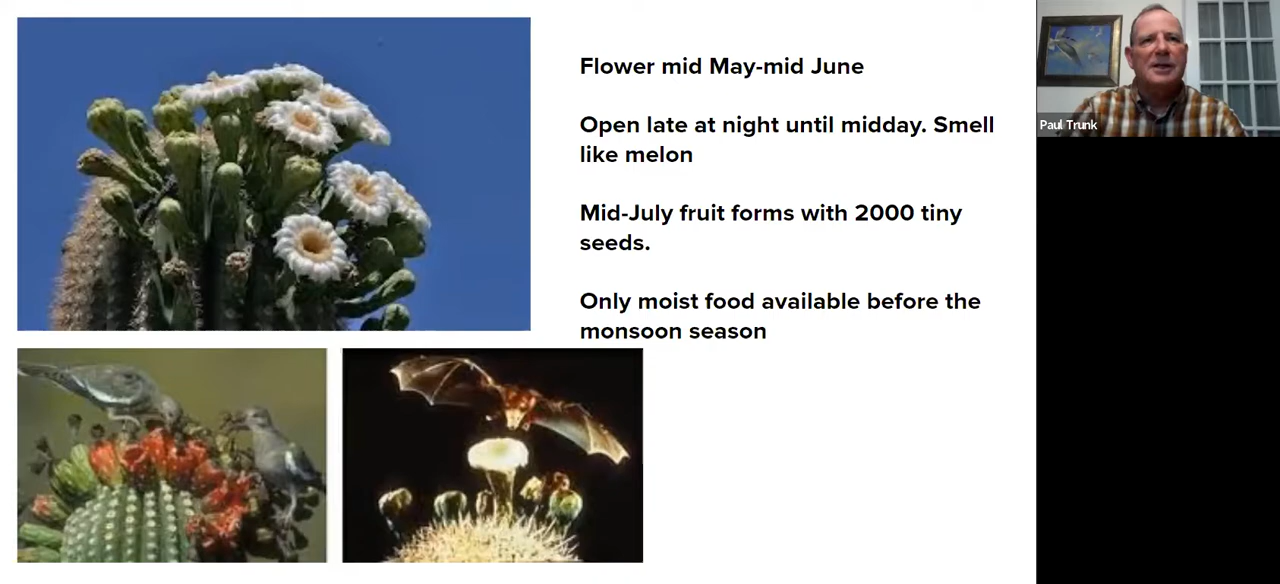 Flower mid May-mid June
Open late at night until midday. Smell
like melon
Mid-July fruit forms with 2000 tiny
seeds.
Only moist food available before the
monsoon season
Paul Trunk